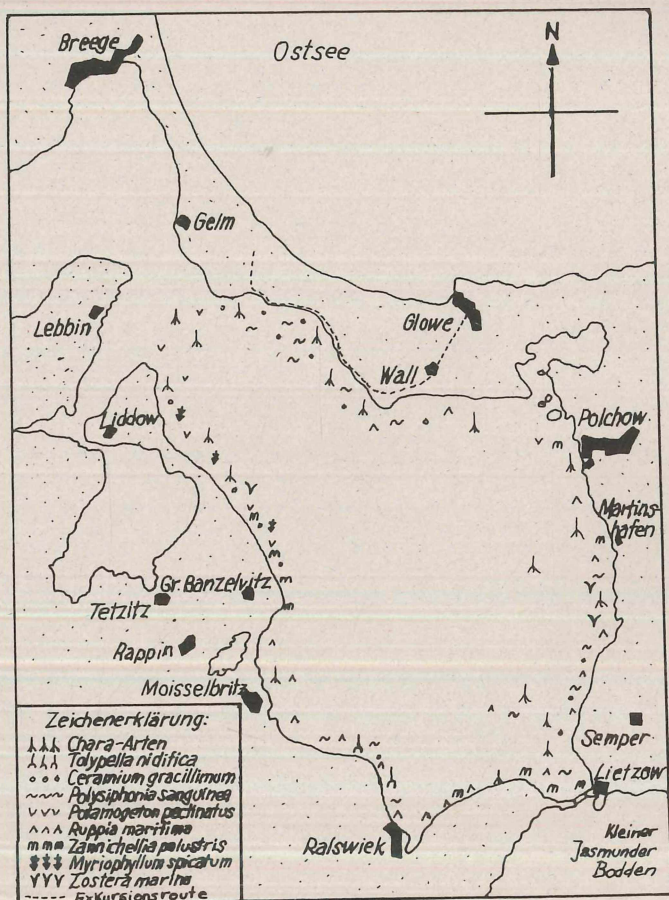 Breege
Ostsee
N
Gelm
Lebbin
Glowe
Wall
Liddow
Polchow
Martins-
hafen
Gr. Banzelvitz
Tetzitz
Rappin
Moisselbritz
Semper
Lietzow
Ralswiek
Kleiner
Jasmunder
Bodden
Zeichenerklärung:
Chara-Arten
Tolypella nidifica
Ceramium gracillimum
Polysiphonia sanguinea
Potamogeton pectinatus
Ruppia maritima
Zannichellia palustris
Myriophyllum spicatum
Zostera marina
Exkursionsroute